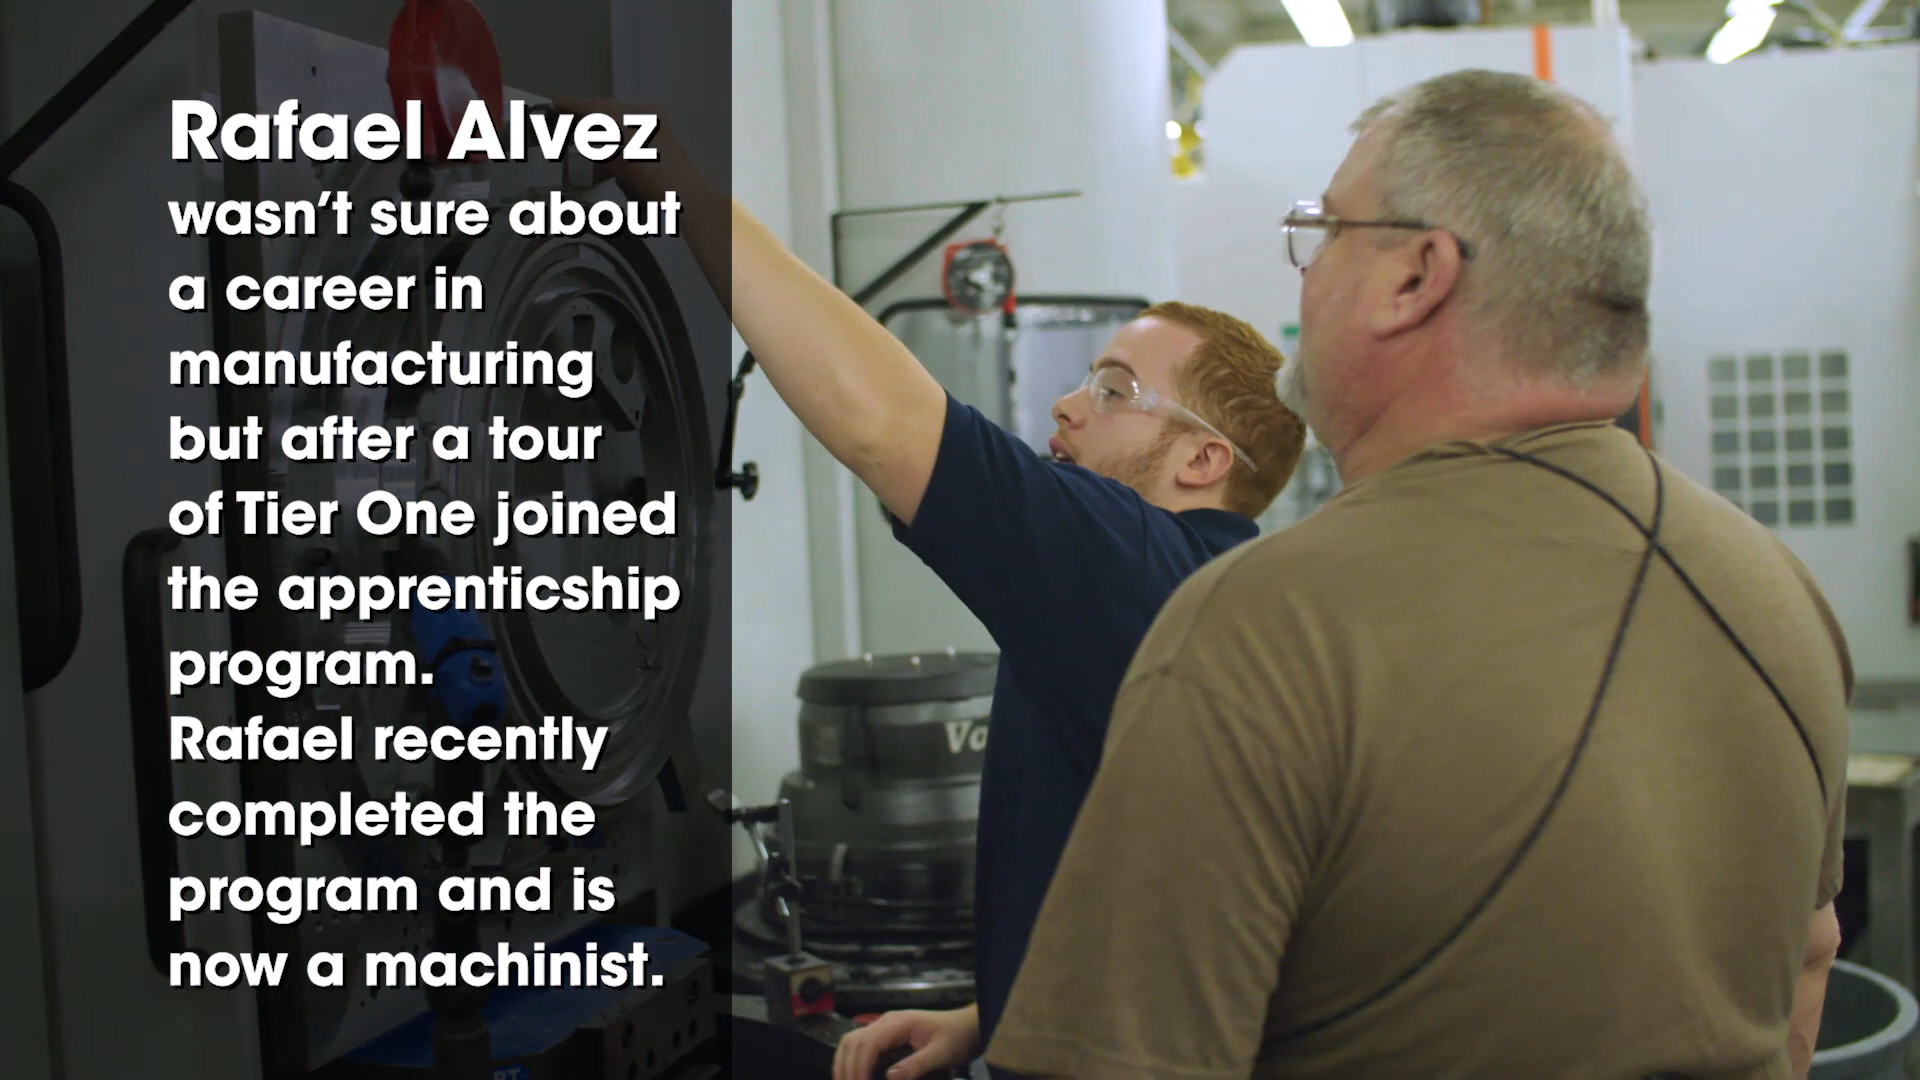 Rafael Alvez
wasn't sure about
a career in
manufacturing
but after a tour
of Tier One joined
the apprenticship
program.
Rafael recently
completed the
program and is
now a machinist.